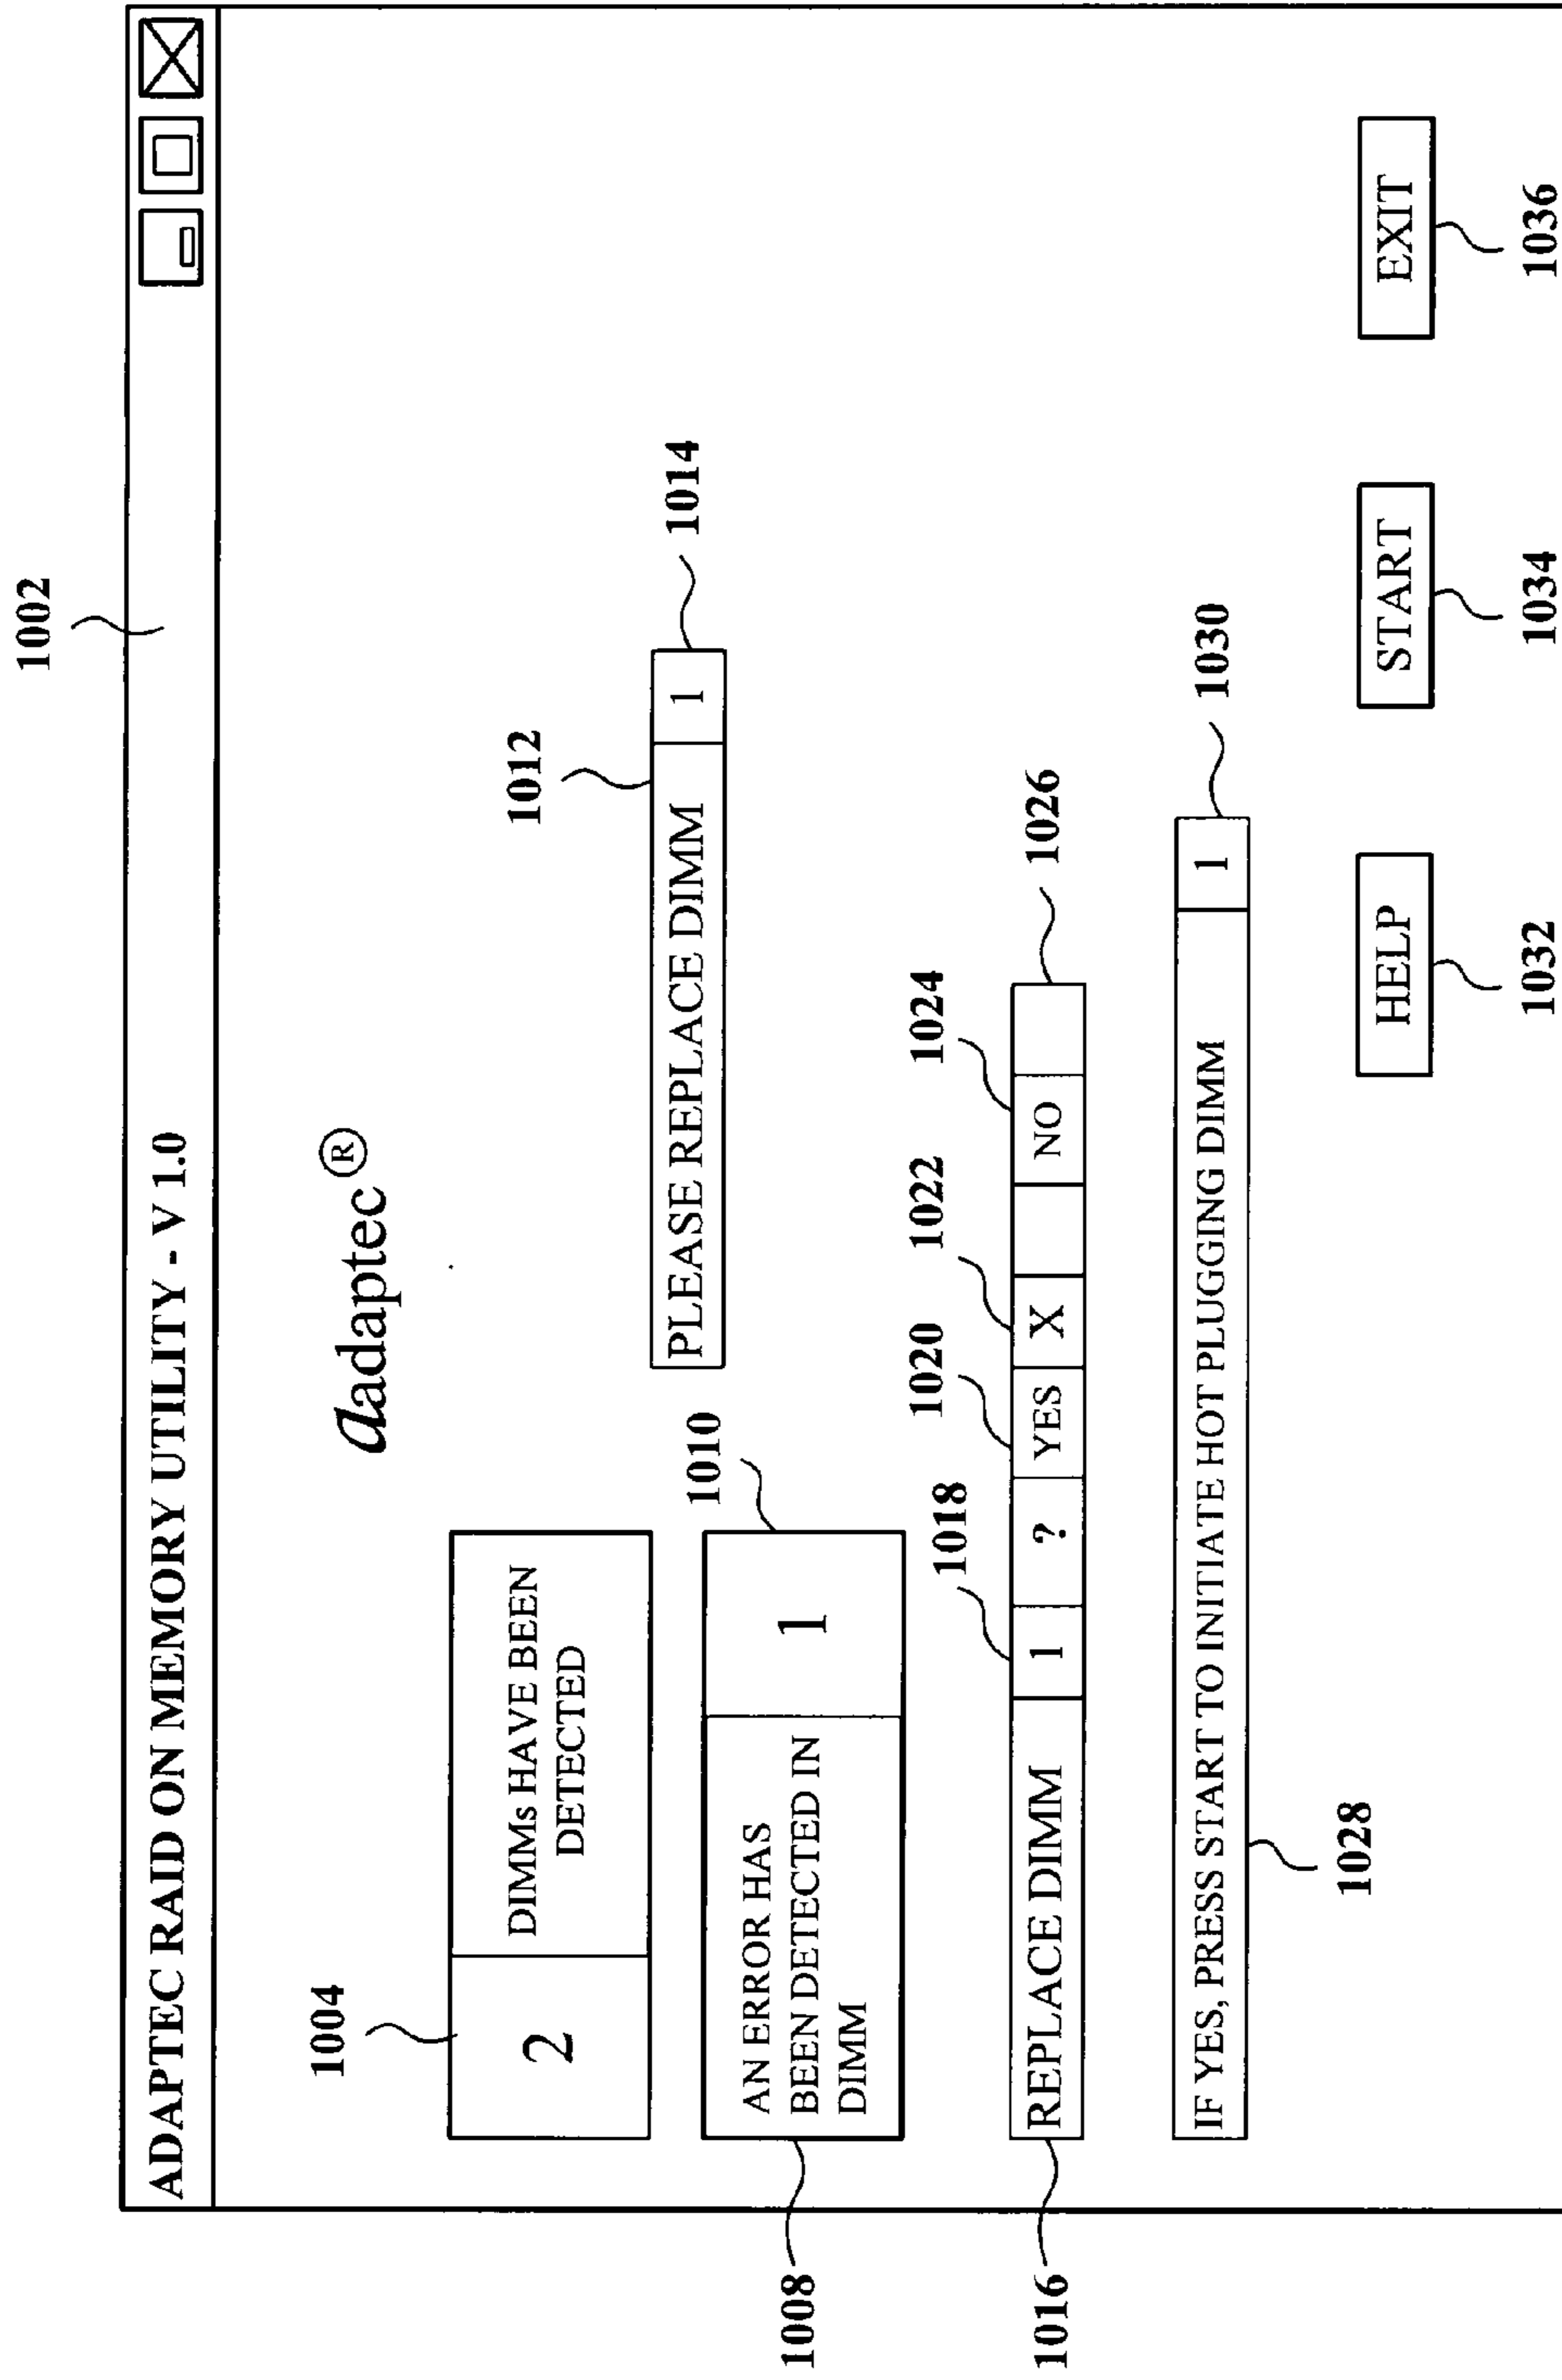 1002
ADAPTEC RAID ON MEMORY UTILITY - V 1.0
adaptec®
1004
2
DIMMs HAVE BEEN
DETECTED
1012
PLEASE REPLACE DIMM 1
1014
1008
AN ERROR HAS
BEEN DETECTED IN
DIMM
1
1010
1018 1020 1022 1024
1016
REPLACE DIMM 1 ? YES X NO
1026
IF YES, PRESS START TO INITIATE HOT PLUGGING DIMM 1
1030
1028
HELP START EXIT
1032 1034 1036